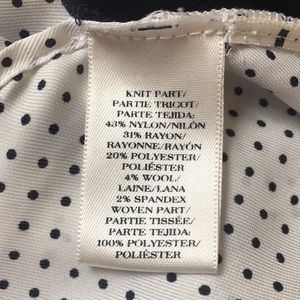 KNIT PART/
PARTIE TRICOT/
PARTE TEJIDA:
43% NYLON/NILÓN
31% RAYON/
RAYONNE/RAYÓN
20% POLYESTER/
POLIÉSTER
4% WOOL/
LAINE/LANA
2% SPANDEX
WOVEN PART/
PARTIE TISSÉE/
PARTE TEJIDA:
100% POLYESTER/
POLIÉSTER